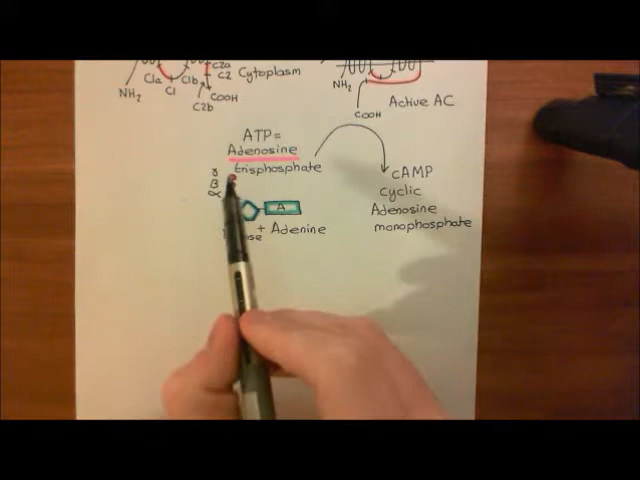 C1a C1 C1b C2a C2 C2b
Cytoplasm
NH2
COOH
NH2
COOH
Active AC
ATP =
Adenosine
trisphosphate
γ
β
α
A
+ Adenine
cAMP
cyclic
Adenosine
monophosphate